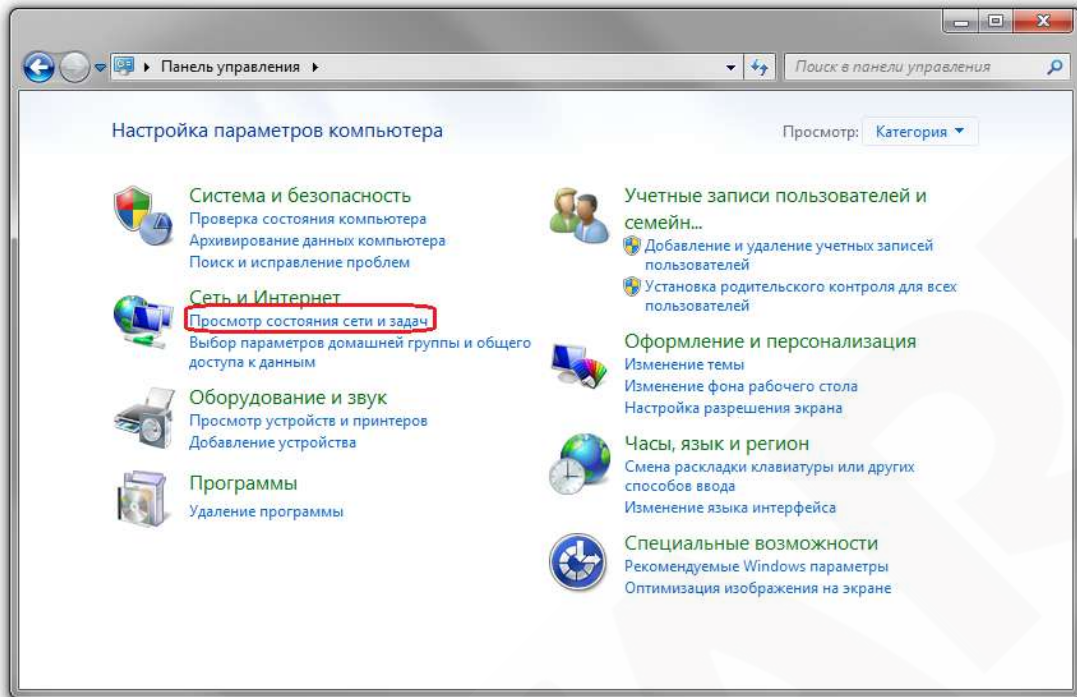 Панель управления
Поиск в панели управления
Настройка параметров компьютера
Просмотр: Категория
Система и безопасность
Проверка состояния компьютера
Архивирование данных компьютера
Поиск и исправление проблем
Сеть и Интернет
Просмотр состояния сети и задач
Выбор параметров домашней группы и общего
доступа к данным
Оборудование и звук
Просмотр устройств и принтеров
Добавление устройства
Программы
Удаление программы
Учетные записи пользователей и
семейн...
Добавление и удаление учетных записей
пользователей
Установка родительского контроля для всех
пользователей
Оформление и персонализация
Изменение темы
Изменение фона рабочего стола
Настройка разрешения экрана
Часы, язык и регион
Смена раскладки клавиатуры или других
способов ввода
Изменение языка интерфейса
Специальные возможности
Рекомендуемые Windows параметры
Оптимизация изображения на экране